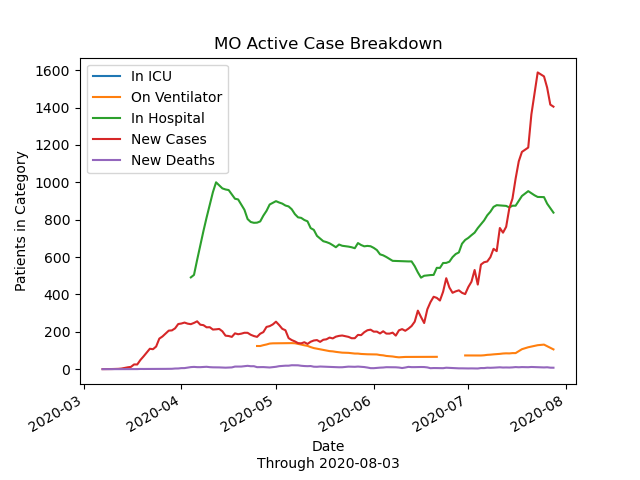 MO Active Case Breakdown
In ICU
On Ventilator
In Hospital
New Cases
New Deaths
Patients in Category
1600
1400
1200
1000
800
600
400
200
0
2020-03
2020-04
2020-05
2020-06
2020-07
2020-08
Date
Through 2020-08-03